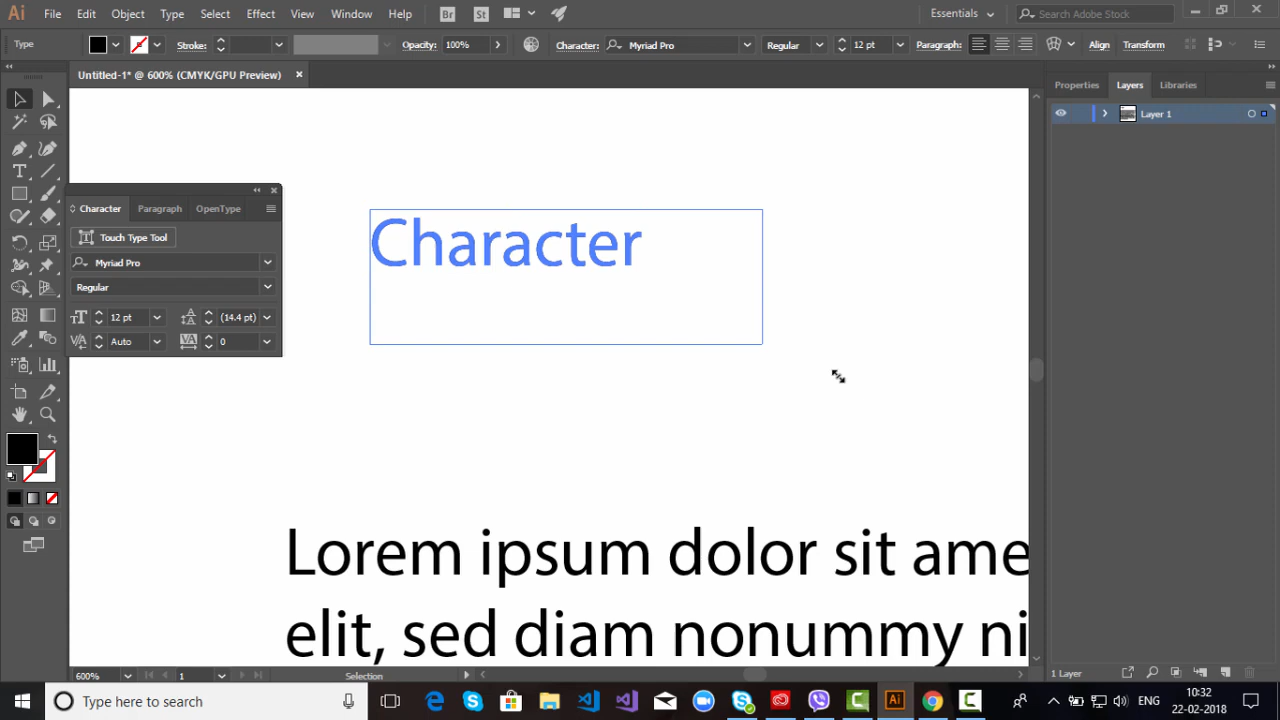 Ai File Edit Object Type Select Effect View Window Help Br St Essentials Search Adobe Stock
Type Stroke: Opacity: 100% Character: Myriad Pro Regular 12 pt Paragraph: Align Transform
Untitled-1* @ 600% (CMYK/GPU Preview)
Properties Layers Libraries
Layer 1
Character Paragraph OpenType
Touch Type Tool
Myriad Pro
Regular
12 pt (14.4 pt)
Auto 0
Character
Lorem ipsum dolor sit ame
elit, sed diam nonummy ni
600% 1 Selection
1 Layer
Type here to search
ENG
10:32
22-02-2018